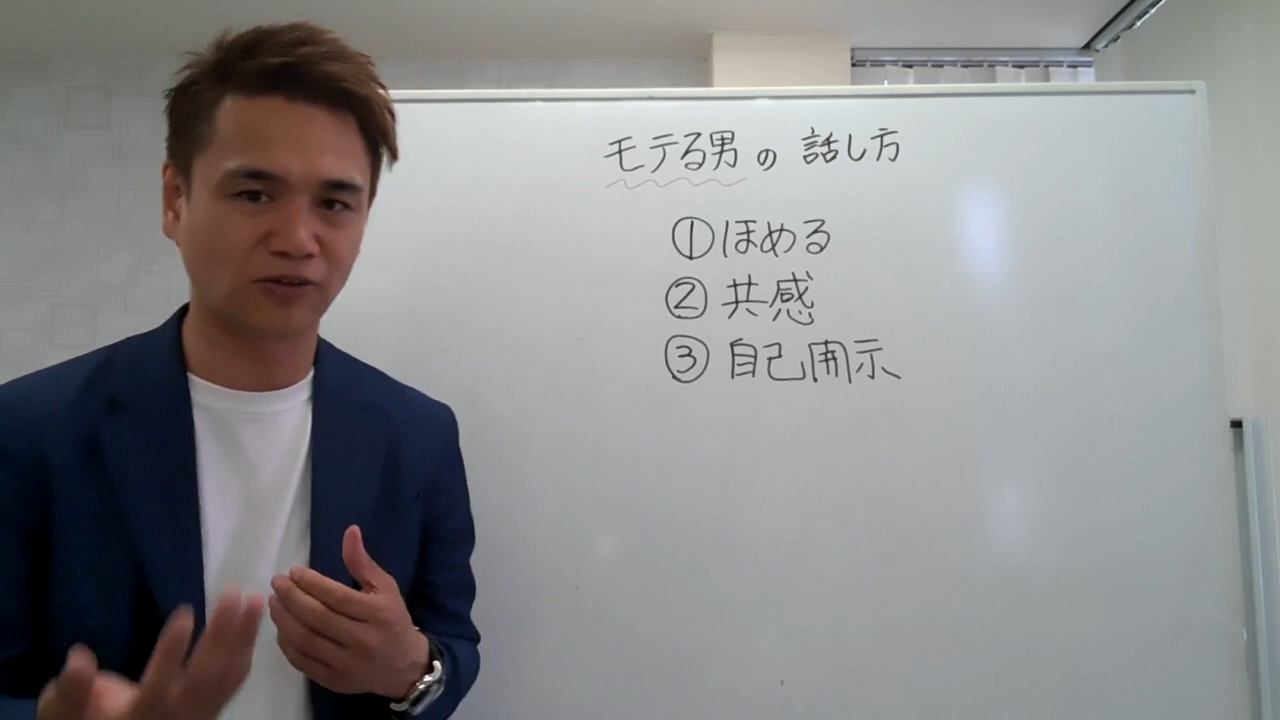 モテる男の話し方
①ほめる
②共感
③自己開示